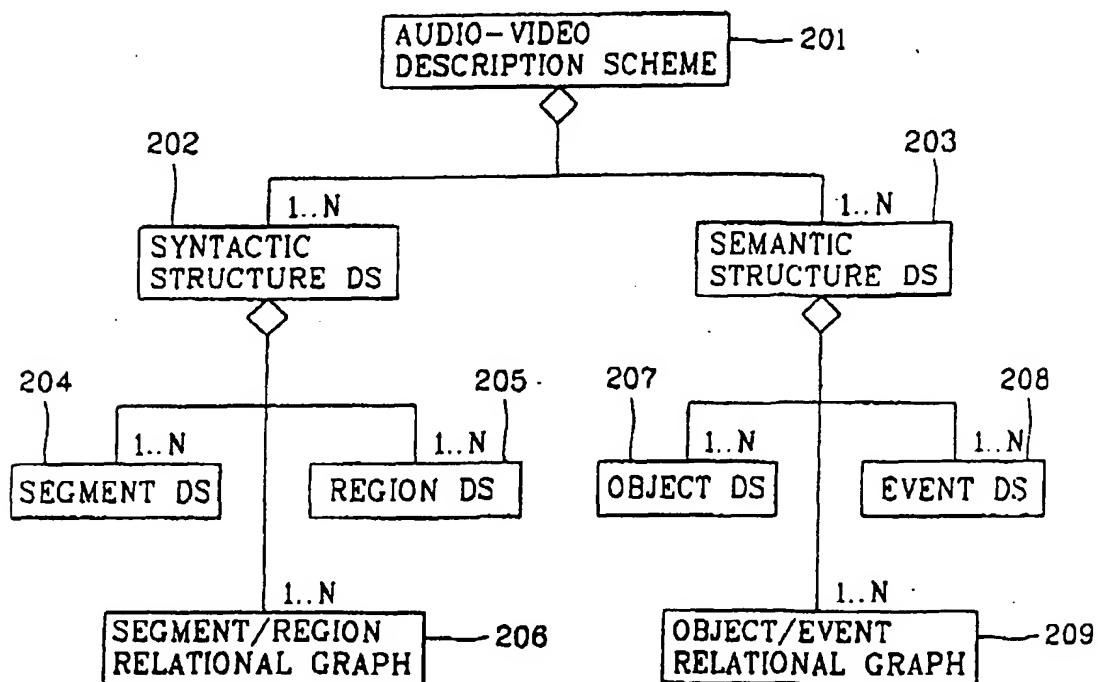 AUDIO-VIDEO
DESCRIPTION SCHEME
201
202
203
1..N
1..N
SYNTACTIC
STRUCTURE DS
SEMANTIC
STRUCTURE DS
204
205
207
208
1..N
1..N
1..N
1..N
SEGMENT DS
REGION DS
OBJECT DS
EVENT DS
1..N
1..N
SEGMENT/REGION
RELATIONAL GRAPH
206
OBJECT/EVENT
RELATIONAL GRAPH
209